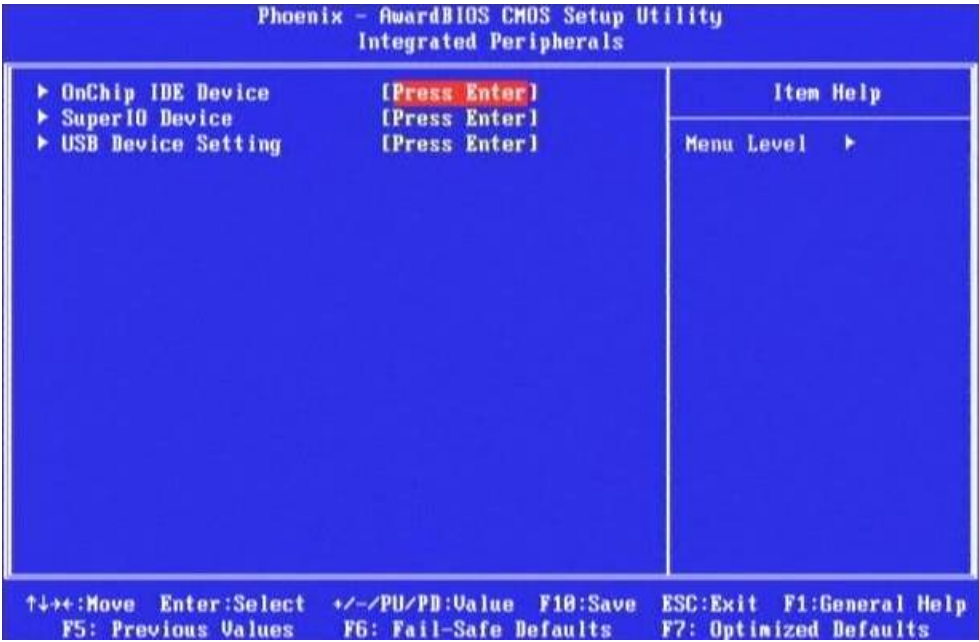 Phoenix - AwardBIOS CMOS Setup Utility
Integrated Peripherals
► OnChip IDE Device [Press Enter]
► SuperIO Device [Press Enter]
► USB Device Setting [Press Enter]
Item Help
Menu Level ►
↑↓→←:Move Enter:Select +/-/PU/PD:Value F10:Save ESC:Exit F1:General Help
F5: Previous Values F6: Fail-Safe Defaults F7: Optimized Defaults